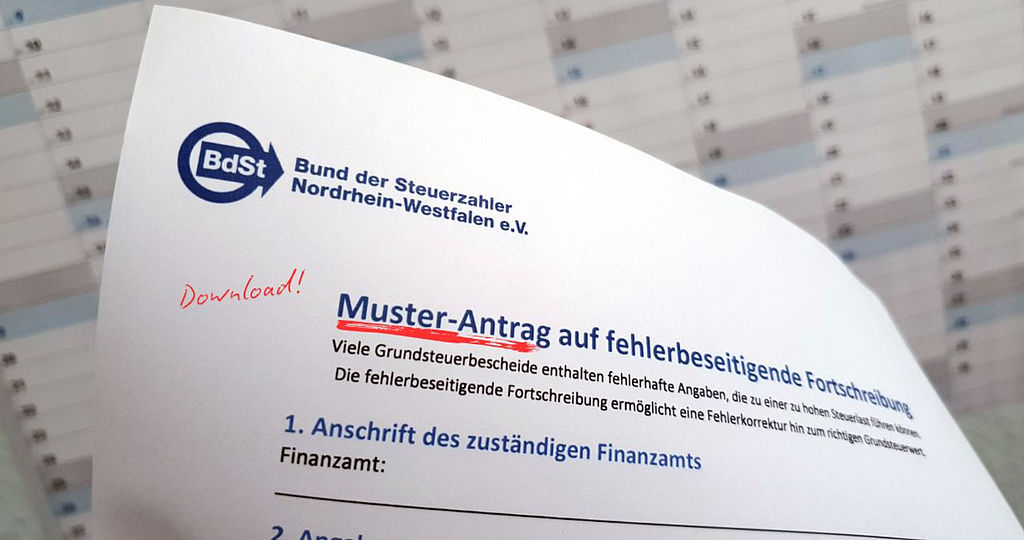 BdSt
Bund der Steuerzahler
Nordrhein-Westfalen e.V.
Download!
Muster-Antrag auf fehlerbeseitigende Fortschreibung
Viele Grundsteuerbescheide enthalten fehlerhafte Angaben, die zu einer zu hohen Steuerlast führen können.
Die fehlerbeseitigende Fortschreibung ermöglicht eine Fehlerkorrektur hin zum richtigen Grundsteuerwert.
1. Anschrift des zuständigen Finanzamts
Finanzamt:
2.